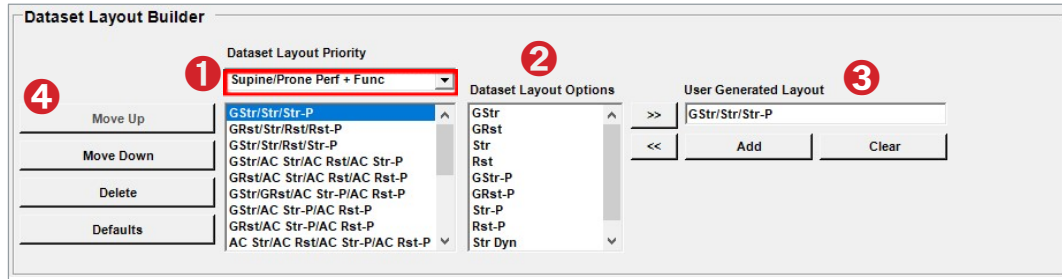 Dataset Layout Builder
Dataset Layout Priority
1
Supine/Prone Perf + Func
2
Dataset Layout Options
3
User Generated Layout
4
Move Up
Move Down
Delete
Defaults
GStr/Str/Str-P
GRst/Str/Rst/Rst-P
GStr/Str/Rst/Str-P
GStr/AC Str/AC Rst/AC Str-P
GRst/AC Str/AC Rst/AC Rst-P
GStr/GRst/AC Str-P/AC Rst-P
GStr/AC Str-P/AC Rst-P
GRst/AC Str-P/AC Rst-P
AC Str/AC Rst/AC Str-P/AC Rst-P
GStr
GRst
Str
Rst
GStr-P
GRst-P
Str-P
Rst-P
Str Dyn
>>
<<
GStr/Str/Str-P
Add
Clear